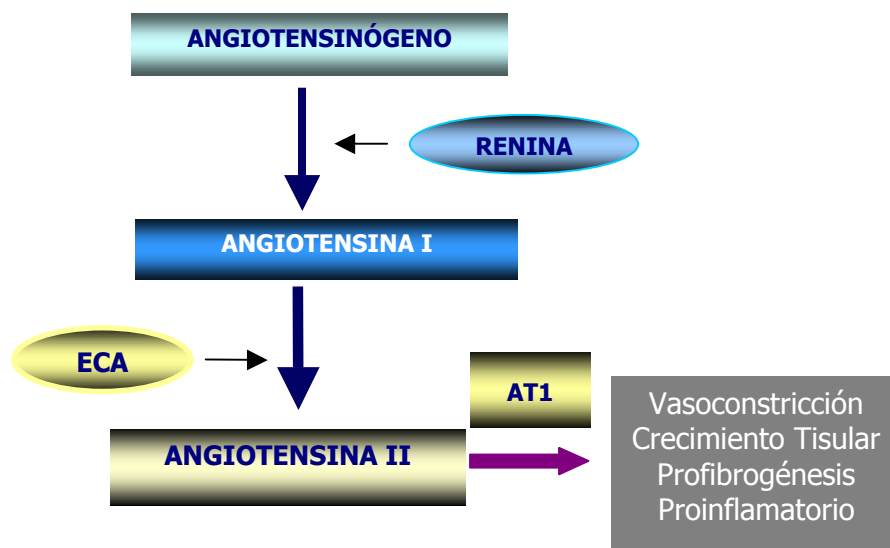 ANGIOTENSINÓGENO
RENINA
ANGIOTENSINA I
ECA
AT1
ANGIOTENSINA II
Vasoconstricción
Crecimiento Tisular
Profibrogénesis
Proinflamatorio